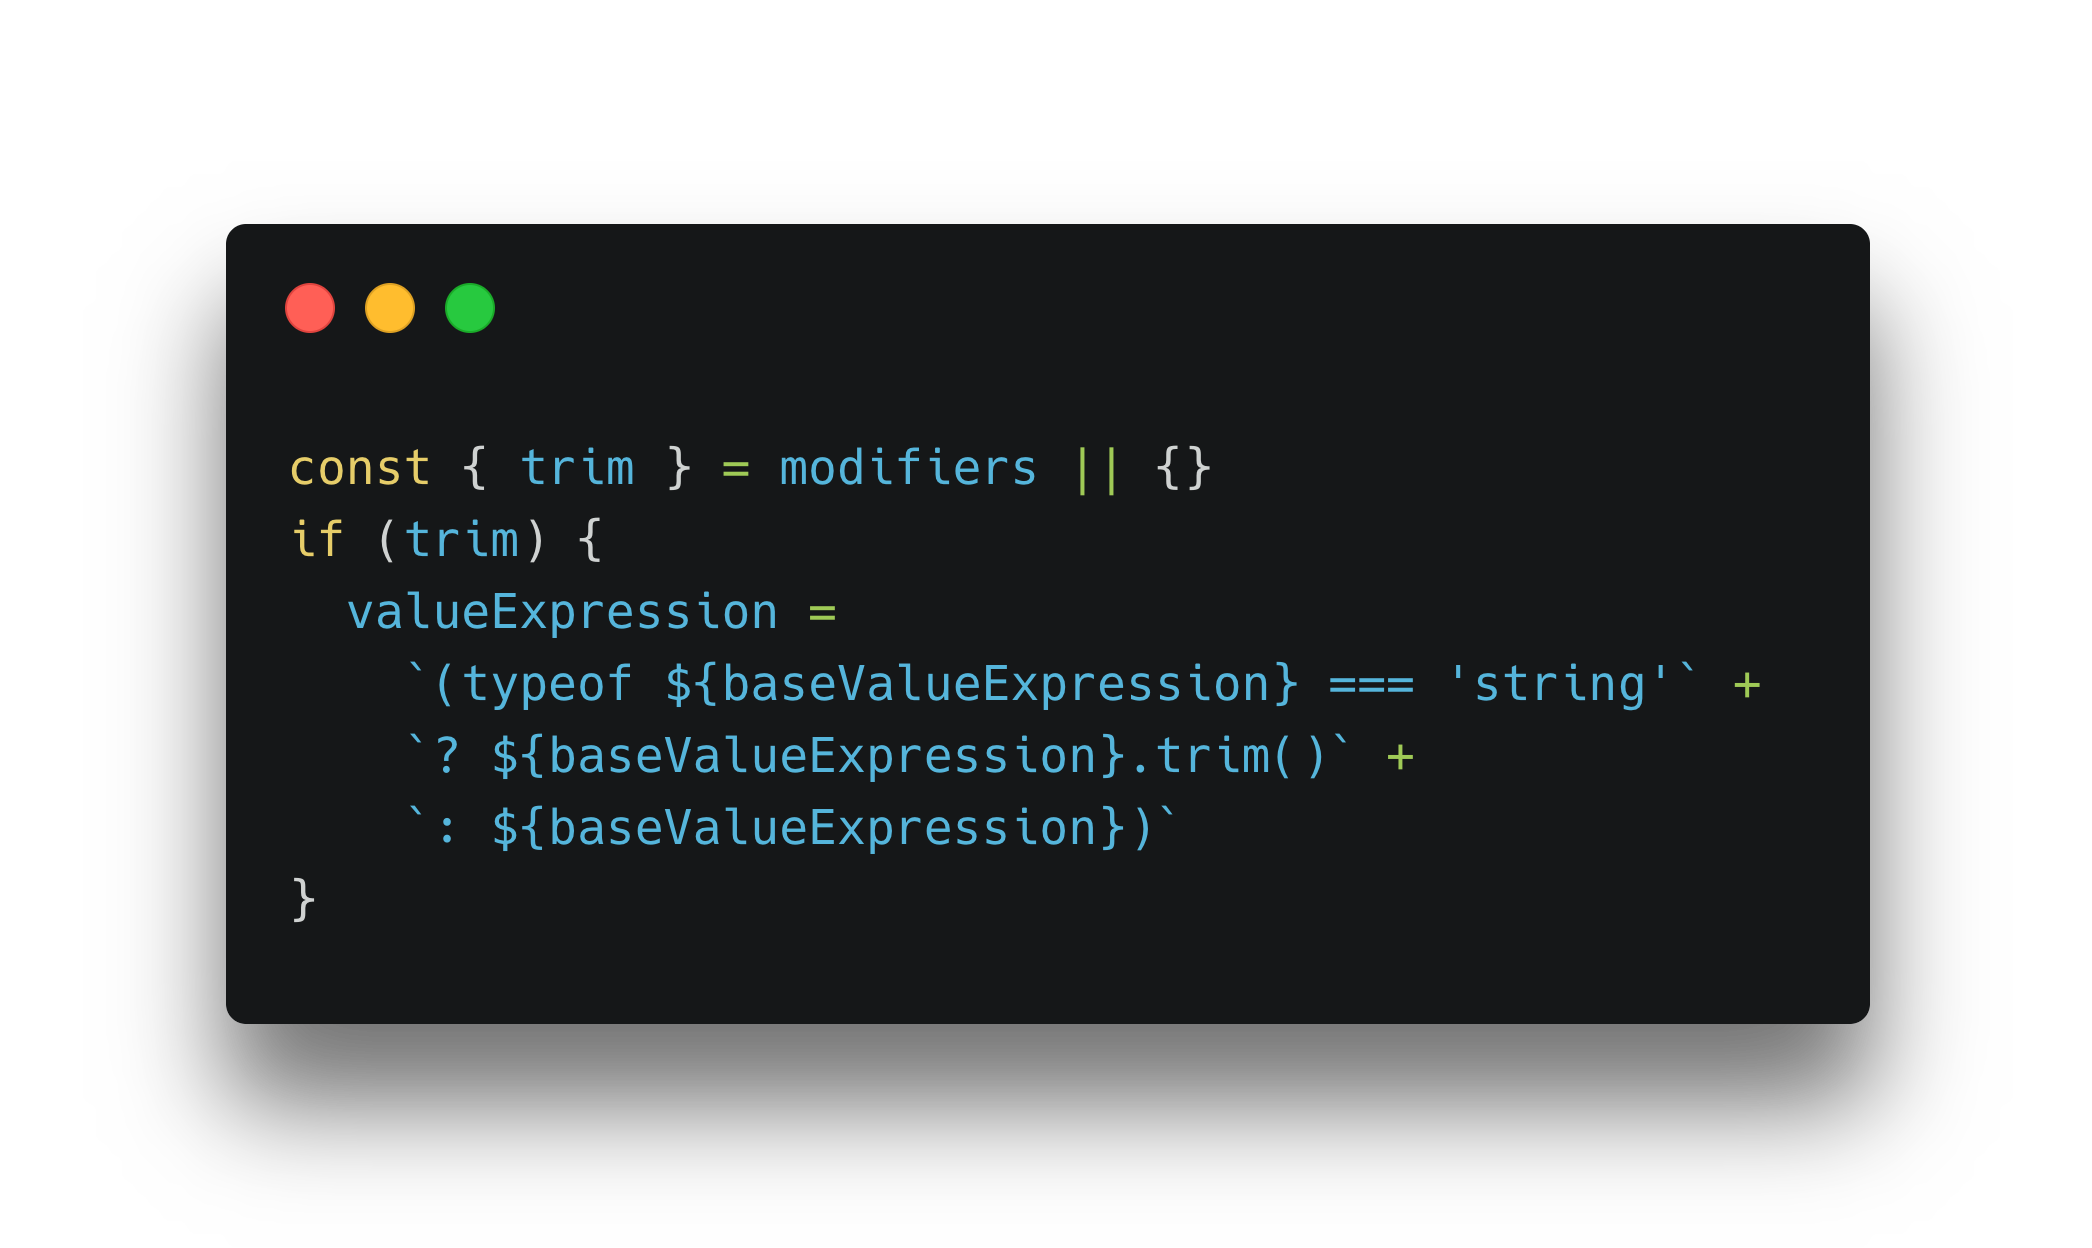 const { trim } = modifiers || {}
if (trim) {
  valueExpression =
    `(typeof ${baseValueExpression} === 'string'` +
    `? ${baseValueExpression}.trim()` +
    `: ${baseValueExpression})`
}